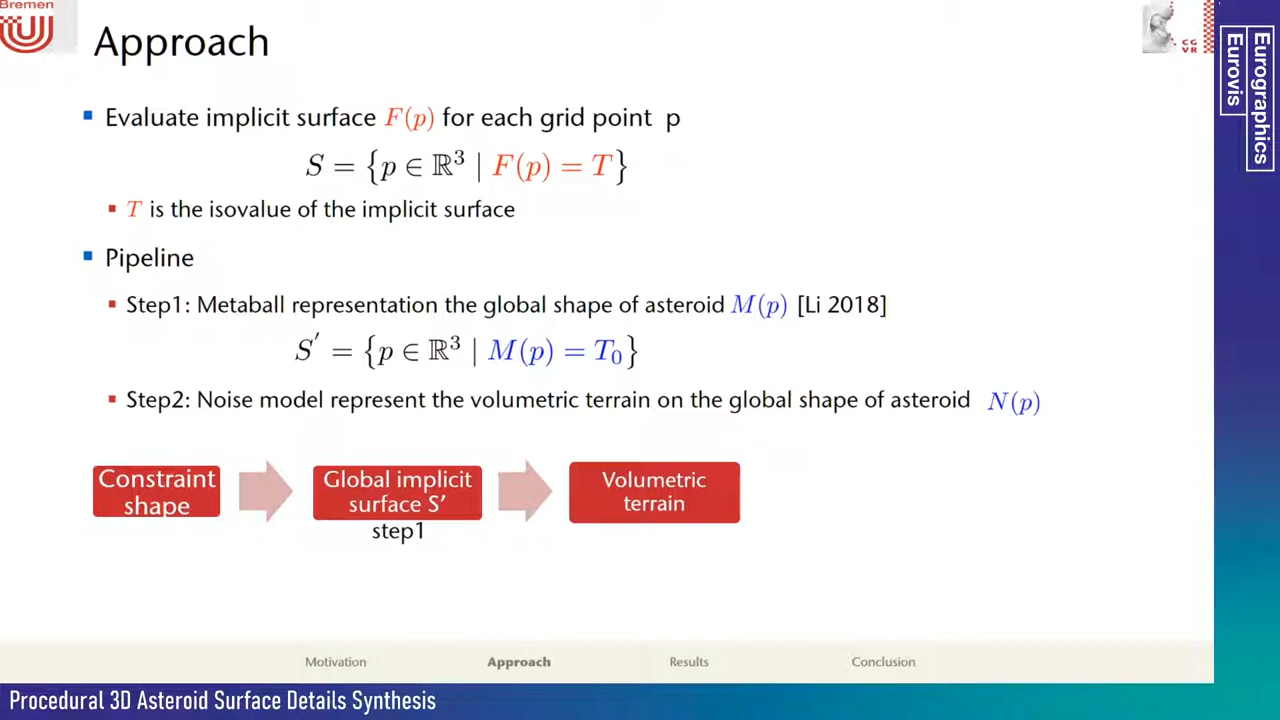 Bremen
Approach
CG
VR
Eurographics
Eurovis
Evaluate implicit surface F(p) for each grid point p
S = {p ∈ ℝ³ | F(p) = T}
T is the isovalue of the implicit surface
Pipeline
Step1: Metaball representation the global shape of asteroid M(p) [Li 2018]
S′ = {p ∈ ℝ³ | M(p) = T₀}
Step2: Noise model represent the volumetric terrain on the global shape of asteroid N(p)
Constraint
shape
Global implicit
surface S′
step1
Volumetric
terrain
Motivation
Approach
Results
Conclusion
Procedural 3D Asteroid Surface Details Synthesis